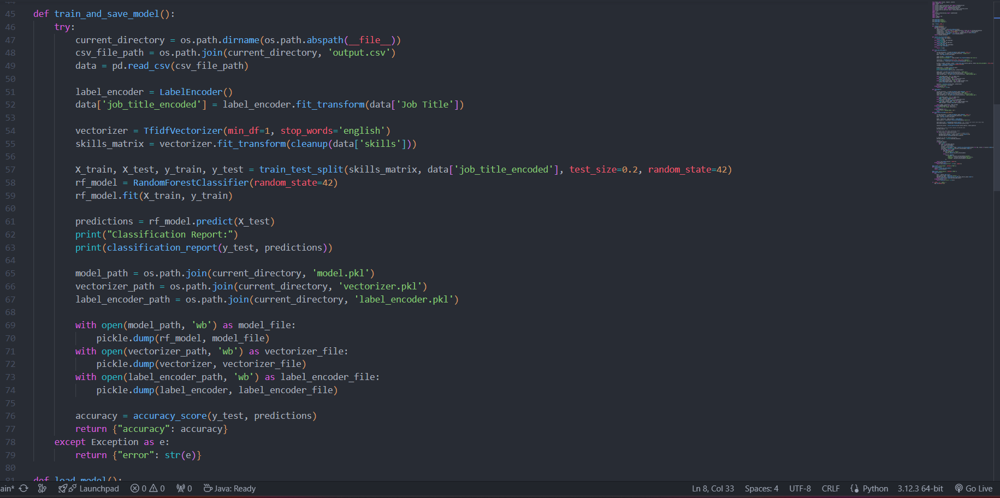 45 def train_and_save_model():
46 try:
47 current_directory = os.path.dirname(os.path.abspath(__file__))
48 csv_file_path = os.path.join(current_directory, 'output.csv')
49 data = pd.read_csv(csv_file_path)
50
51 label_encoder = LabelEncoder()
52 data['job_title_encoded'] = label_encoder.fit_transform(data['Job Title'])
53
54 vectorizer = TfidfVectorizer(min_df=1, stop_words='english')
55 skills_matrix = vectorizer.fit_transform(cleanup(data['skills']))
56
57 X_train, X_test, y_train, y_test = train_test_split(skills_matrix, data['job_title_encoded'], test_size=0.2, random_state=42)
58 rf_model = RandomForestClassifier(random_state=42)
59 rf_model.fit(X_train, y_train)
60
61 predictions = rf_model.predict(X_test)
62 print("Classification Report:")
63 print(classification_report(y_test, predictions))
64
65 model_path = os.path.join(current_directory, 'model.pkl')
66 vectorizer_path = os.path.join(current_directory, 'vectorizer.pkl')
67 label_encoder_path = os.path.join(current_directory, 'label_encoder.pkl')
68
69 with open(model_path, 'wb') as model_file:
70 pickle.dump(rf_model, model_file)
71 with open(vectorizer_path, 'wb') as vectorizer_file:
72 pickle.dump(vectorizer, vectorizer_file)
73 with open(label_encoder_path, 'wb') as label_encoder_file:
74 pickle.dump(label_encoder, label_encoder_file)
75
76 accuracy = accuracy_score(y_test, predictions)
77 return {"accuracy": accuracy}
78 except Exception as e:
79 return {"error": str(e)}
80
81 def load_model():
ain* Launchpad 0 0 0 Java: Ready Ln 8, Col 33 Spaces: 4 UTF-8 CRLF Python 3.12.3 64-bit Go Live